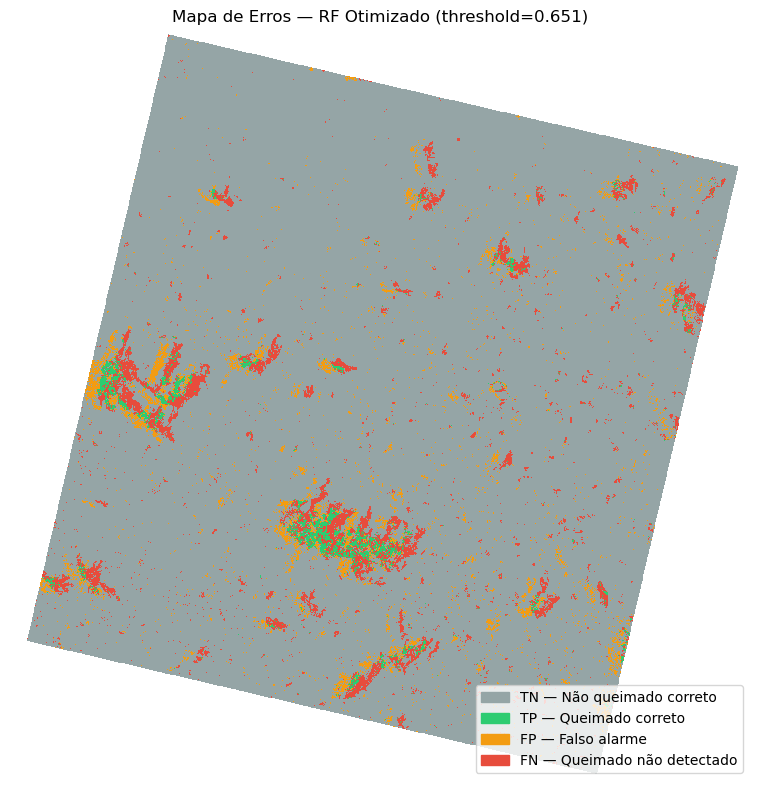 Mapa de Erros — RF Otimizado (threshold=0.651)
TN — Não queimado correto
TP — Queimado correto
FP — Falso alarme
FN — Queimado não detectado